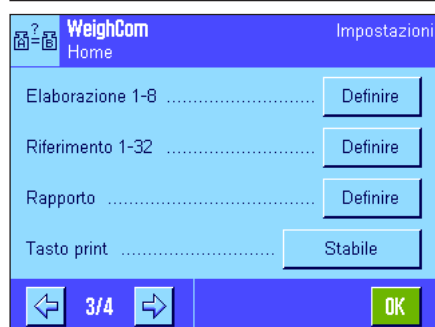 A?=B WeighCom Impostazioni
Home
Elaborazione 1-8 ............................ Definire
Riferimento 1-32 ............................ Definire
Rapporto ....................................... Definire
Tasto print ............................. Stabile
3/4 OK